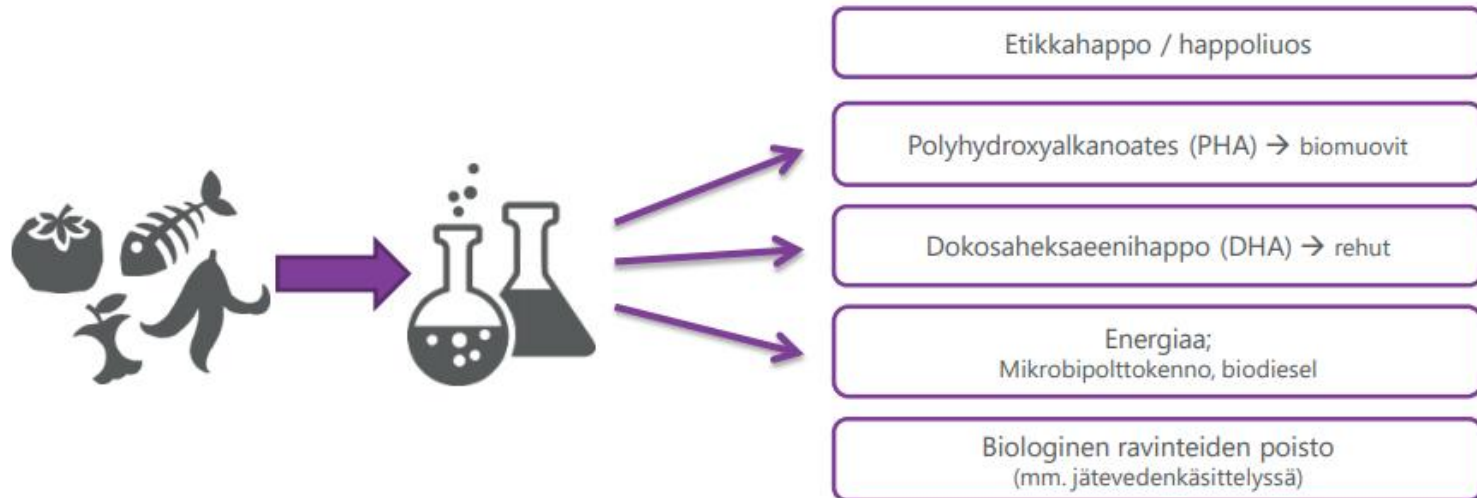 Etikkahappo / happoliuos
Polyhydroxyalkanoates (PHA) → biomuovit
Dokosaheksaeenihappo (DHA) → rehut
Energiaa;
Mikrobipolttokenno, biodiesel
Biologinen ravinteiden poisto
(mm. jätevedenkäsittelyssä)